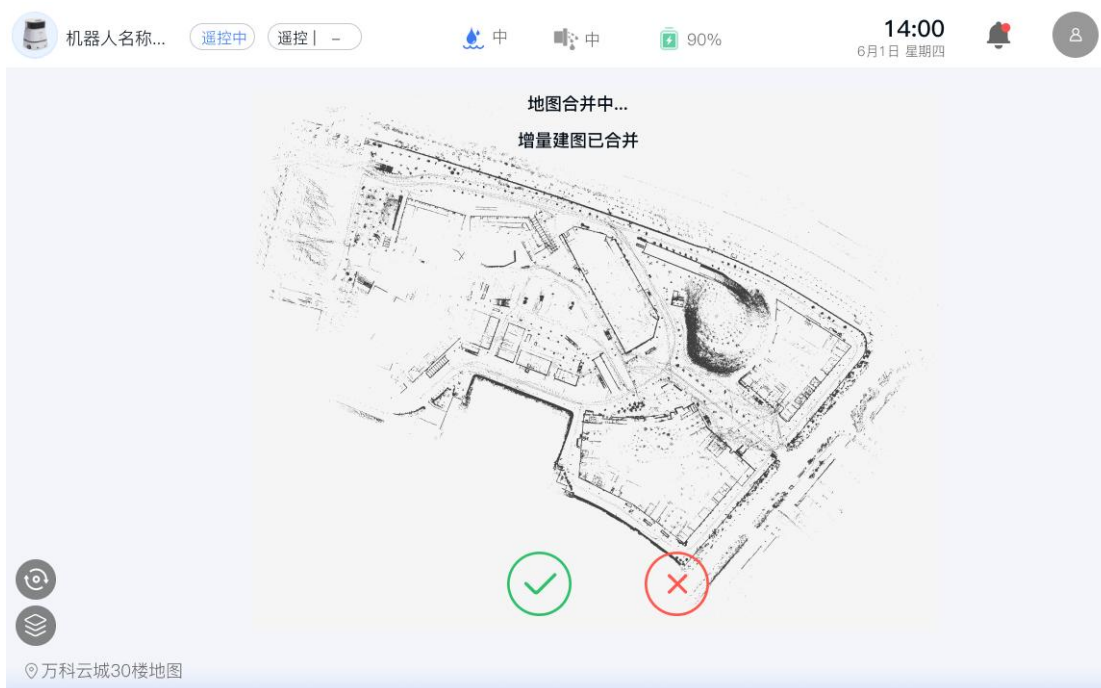 机器人名称...
遥控中
遥控 | －
中
中
90%
14:00
6月1日 星期四
地图合并中...
增量建图已合并
万科云城30楼地图